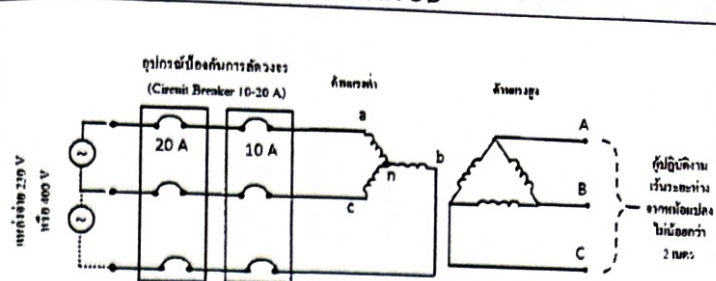 อุปกรณ์ป้องกันการลัดวงจร
(Circuit Breaker 10-20 A)
ด้านแรงต่ำ
ด้านแรงสูง
a
A
20 A
10 A
b
n
B
c
C
แหล่งจ่าย 220 V
หรือ 400 V
ผู้ปฏิบัติงาน
เว้นระยะห่าง
จากหม้อแปลง
ไม่น้อยกว่า
2 เมตร